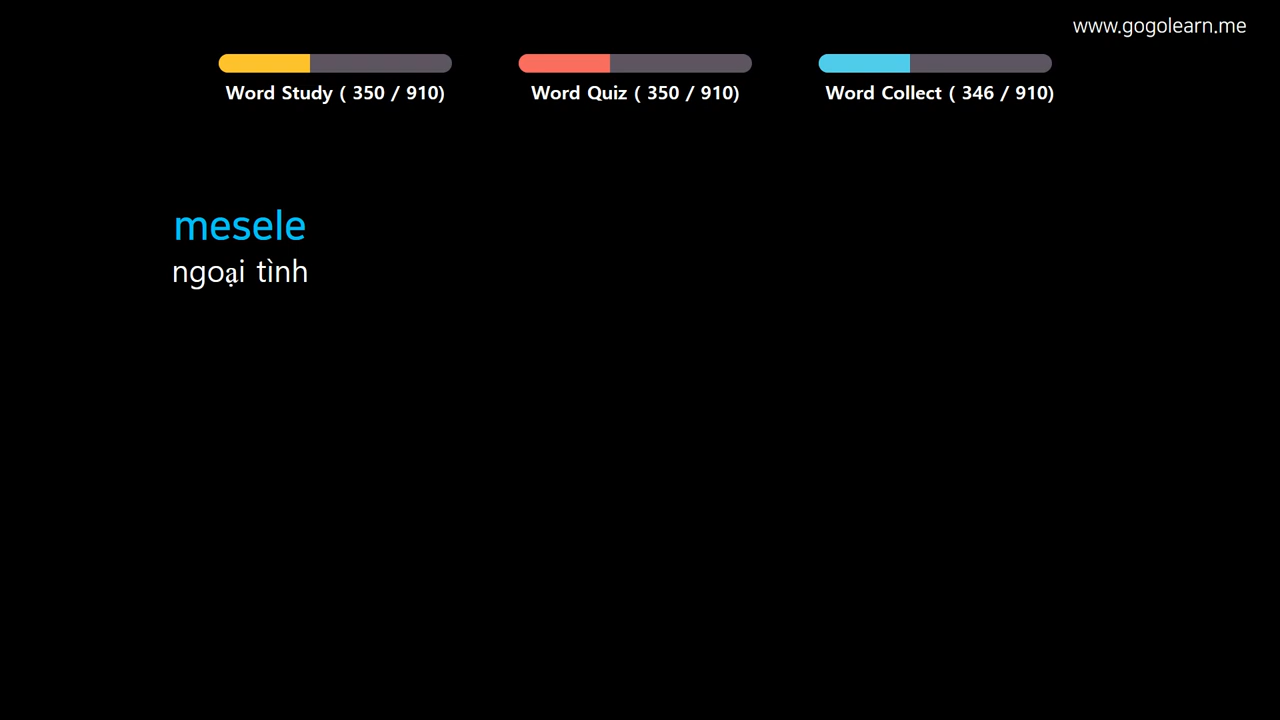 www.gogolearn.me
Word Study ( 350 / 910)
Word Quiz ( 350 / 910)
Word Collect ( 346 / 910)
mesele
ngoại tình